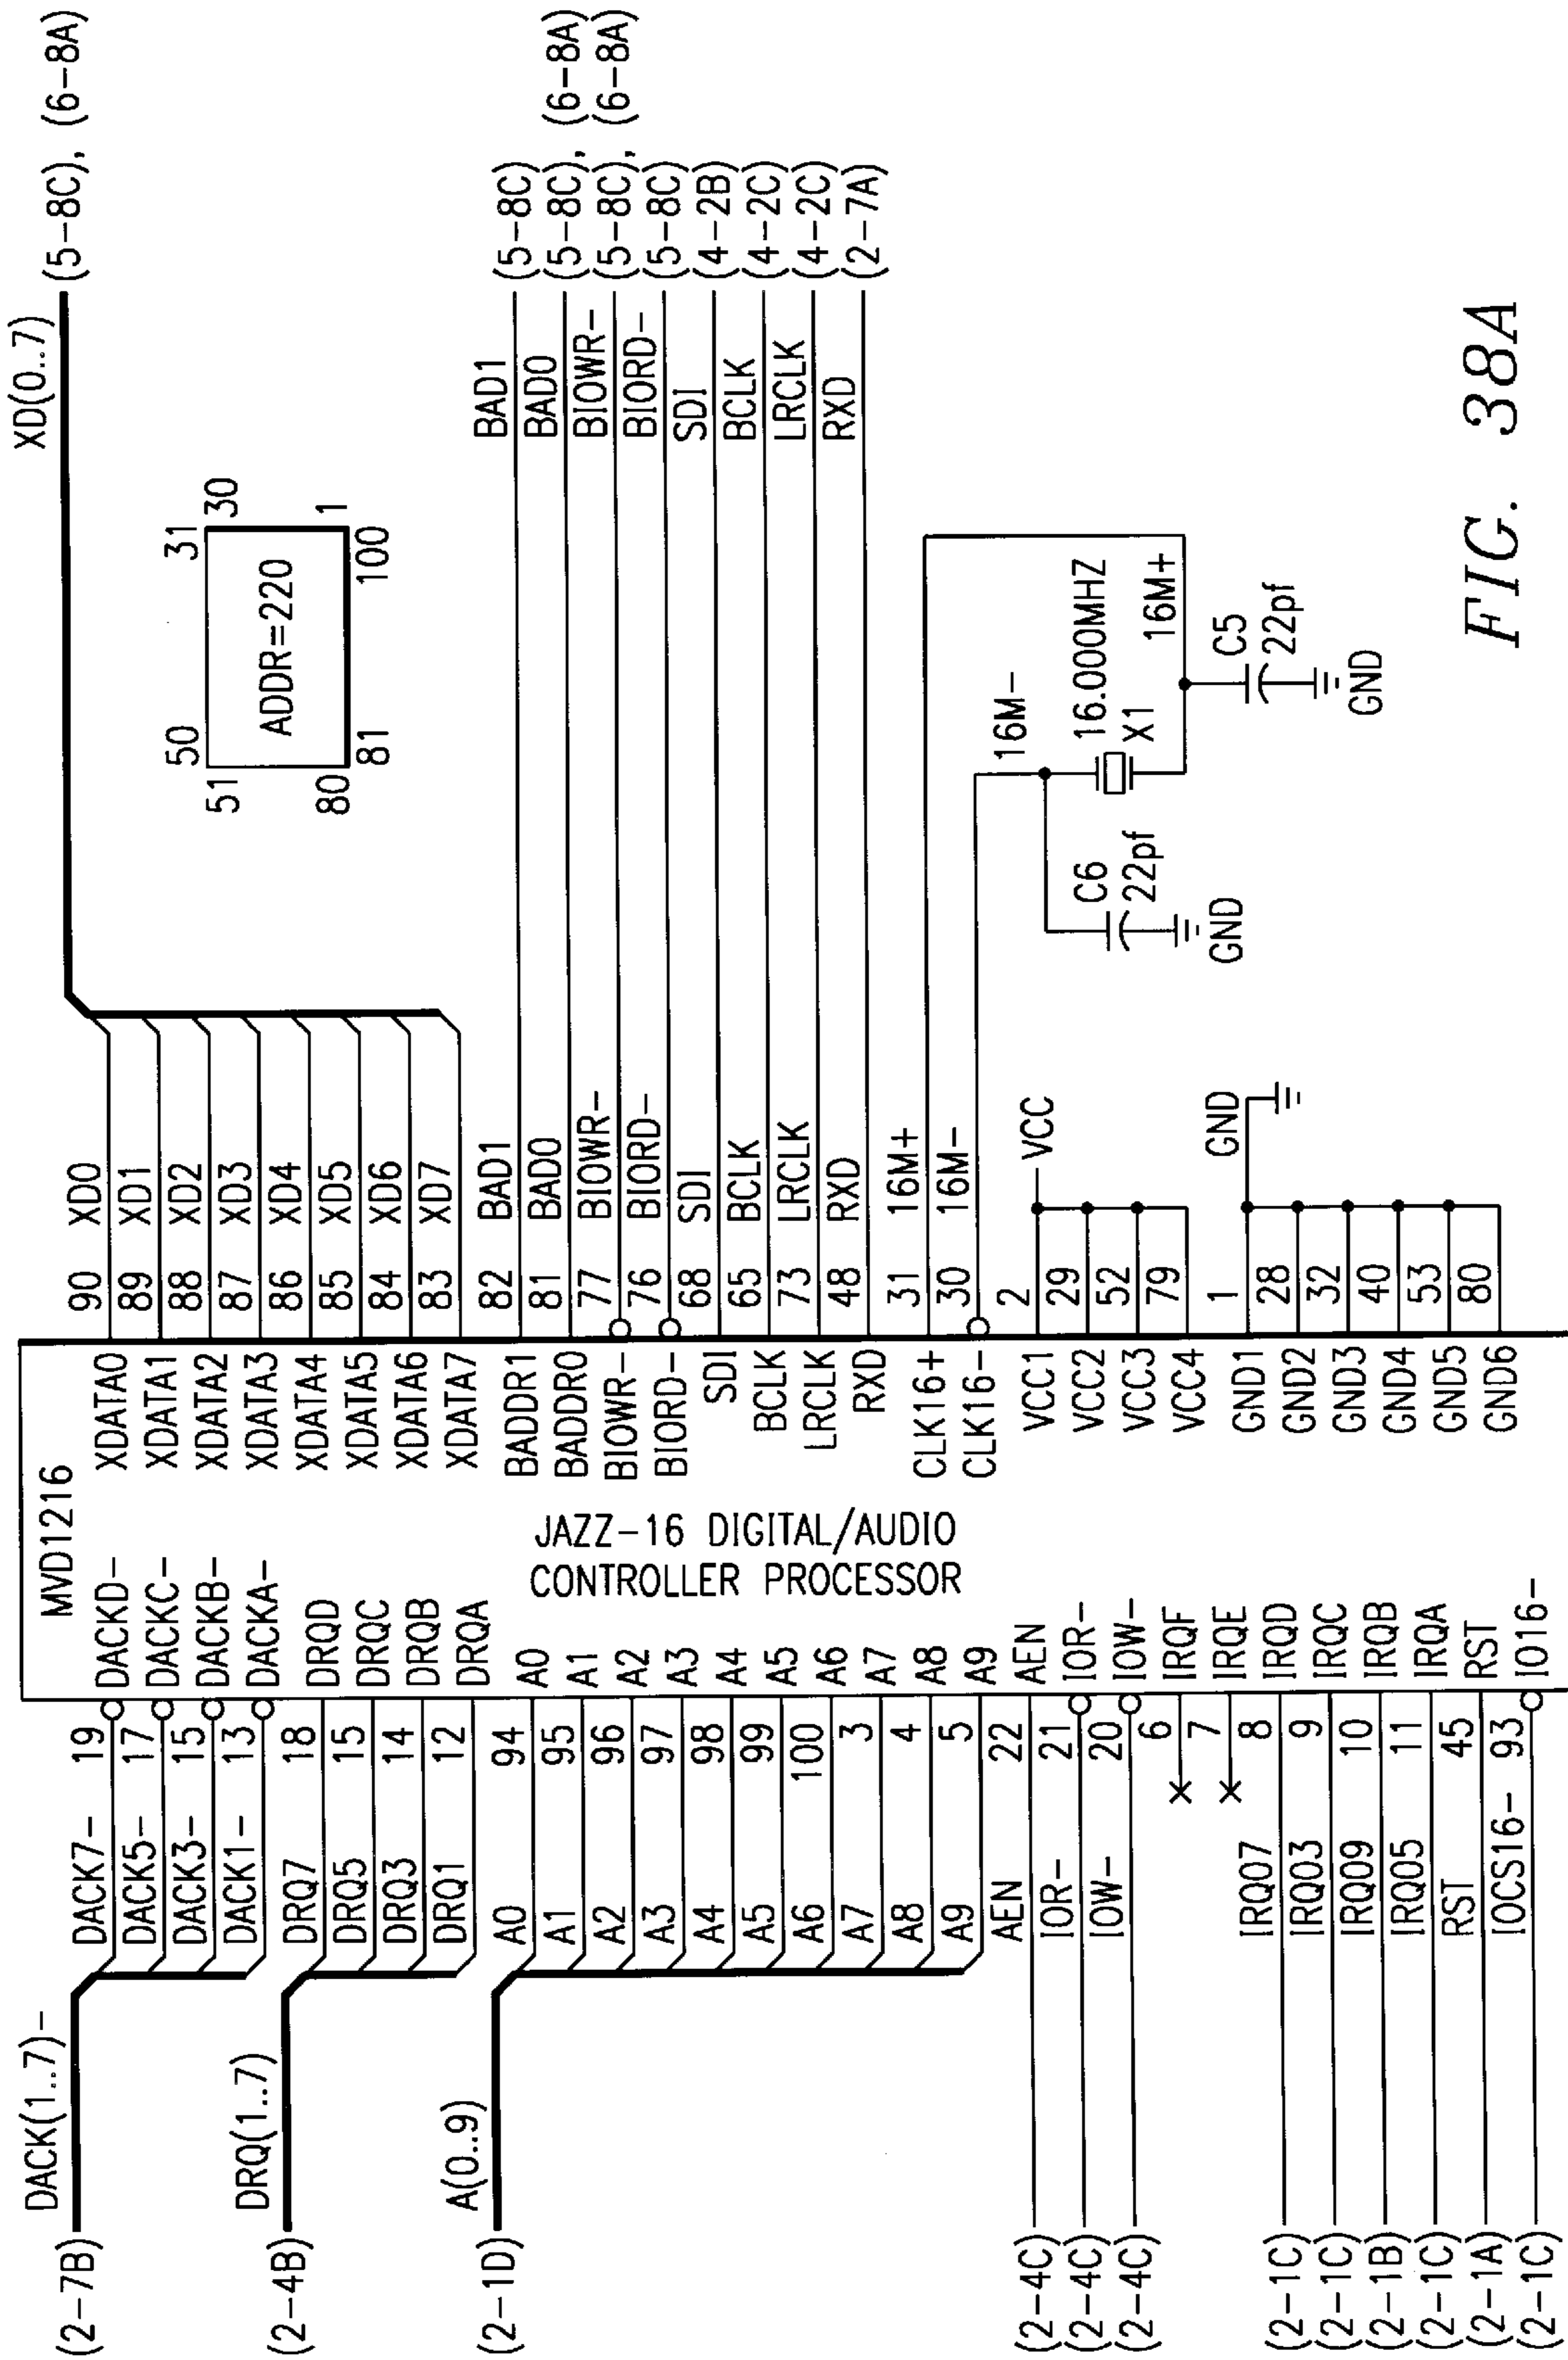 MVD1216
JAZZ-16 DIGITAL/AUDIO
CONTROLLER PROCESSOR
DACK(1..7)-
(2-7B)
DACK7- 19 DACKD-
DACK5- 17 DACKC-
DACK3- 15 DACKB-
DACK1- 13 DACKA-
DRQ(1..7)
(2-4B)
DRQ7 18 DRQD
DRQ5 15 DRQC
DRQ3 14 DRQB
DRQ1 12 DRQA
A(0..9)
(2-1D)
A0 94 A0
A1 95 A1
A2 96 A2
A3 97 A3
A4 98 A4
A5 99 A5
A6 100 A6
A7 3 A7
A8 4 A8
A9 5 A9
(2-4C) AEN 22 AEN
(2-4C) IOR- 21 IOR-
(2-4C) IOW- 20 IOW-
6 IRQF
7 IRQE
(2-1C) IRQ07 8 IRQD
(2-1C) IRQ03 9 IRQC
(2-1B) IRQ09 10 IRQB
(2-1C) IRQ05 11 IRQA
(2-1A) RST 45 RST
(2-1C) IOCS16- 93 IO16-
XD(0..7)
(5-8C), (6-8A)
XDATA0 90 XD0
XDATA1 89 XD1
XDATA2 88 XD2
XDATA3 87 XD3
XDATA4 86 XD4
XDATA5 85 XD5
XDATA6 84 XD6
XDATA7 83 XD7
50 31
51 30
ADDR=220
80 1
81 100
BADDR1 82 BAD1 BAD1 (5-8C)
BADDR0 81 BAD0 BAD0 (5-8C), (6-8A)
BIOWR- 77 BIOWR- BIOWR- (5-8C), (6-8A)
BIORD- 76 BIORD- BIORD- (5-8C)
SDI 68 SDI SDI (4-2B)
BCLK 65 BCLK BCLK (4-2C)
LRCLK 73 LRCLK LRCLK (4-2C)
RXD 48 RXD RXD (2-7A)
CLK16+ 31 16M+
CLK16- 30 16M-
16M-
16.000MHZ
X1
16M+
C6
22pf
GND
C5
22pf
GND
VCC1 2 VCC
VCC2 29
VCC3 52
VCC4 79
GND1 1 GND
GND2 28
GND3 32
GND4 40
GND5 53
GND6 80
FIG. 38A